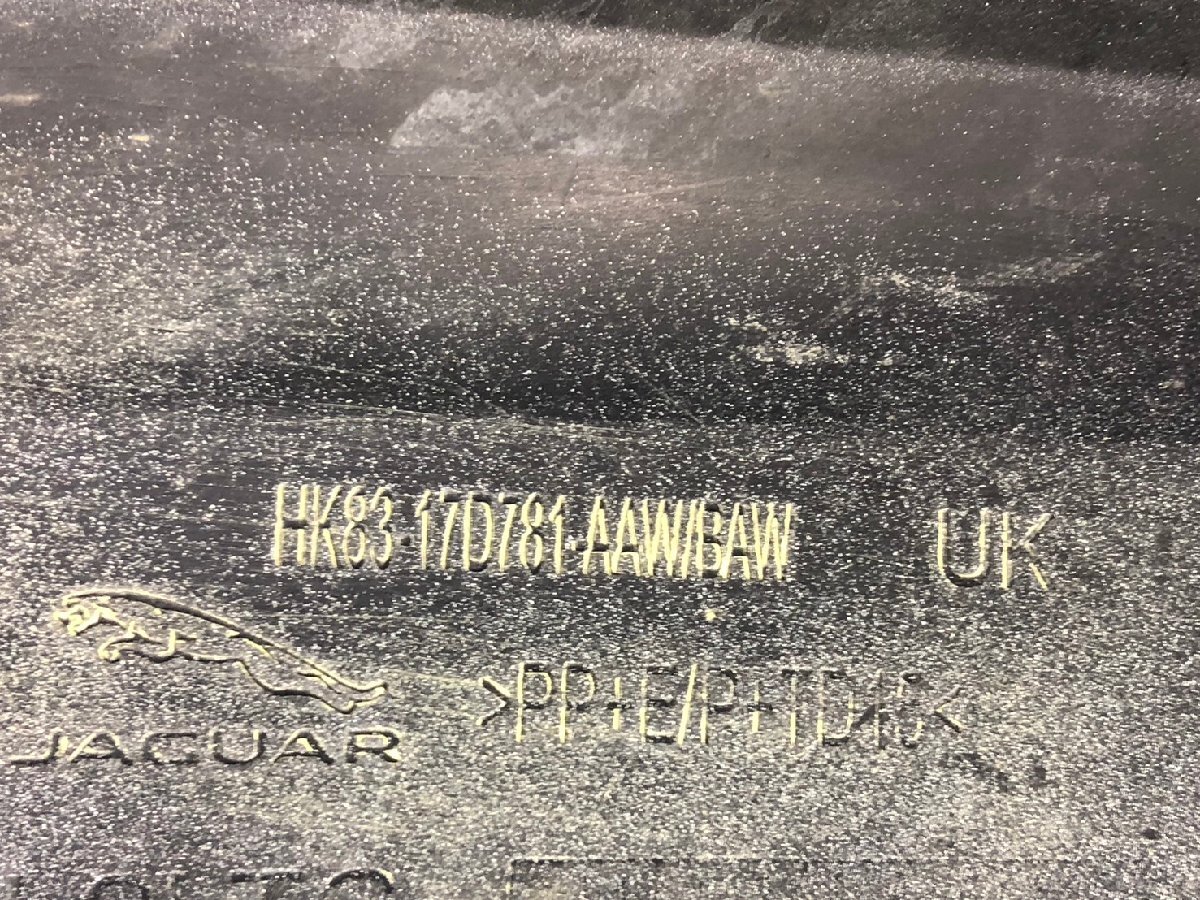 HK83-17D781-AAW/BAW UK
>PP+E/P+TD15<
JAGUAR